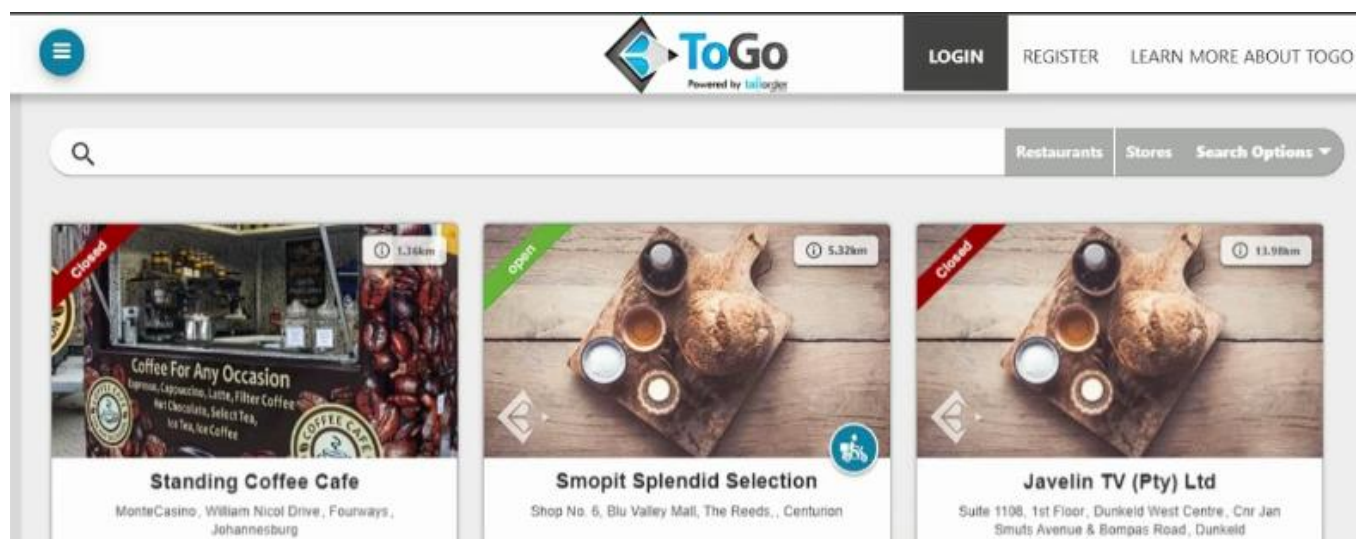 ToGo
Powered by tallorder
LOGIN
REGISTER
LEARN MORE ABOUT TOGO
Restaurants
Stores
Search Options
Closed
1.36km
open
5.32km
Closed
13.98km
Coffee For Any Occasion
Espresso, Cappuccino, Latte, Filter Coffee
Hot Chocolate, Select Tea,
Ice Tea, Ice Coffee
COFFEE CAFE
Standing Coffee Cafe
MonteCasino, William Nicol Drive, Fourways,
Johannesburg
Smopit Splendid Selection
Shop No. 6, Blu Valley Mall, The Reeds, , Centurion
Javelin TV (Pty) Ltd
Suite 1108, 1st Floor, Dunkeld West Centre, Cnr Jan
Smuts Avenue & Bompas Road, Dunkeld